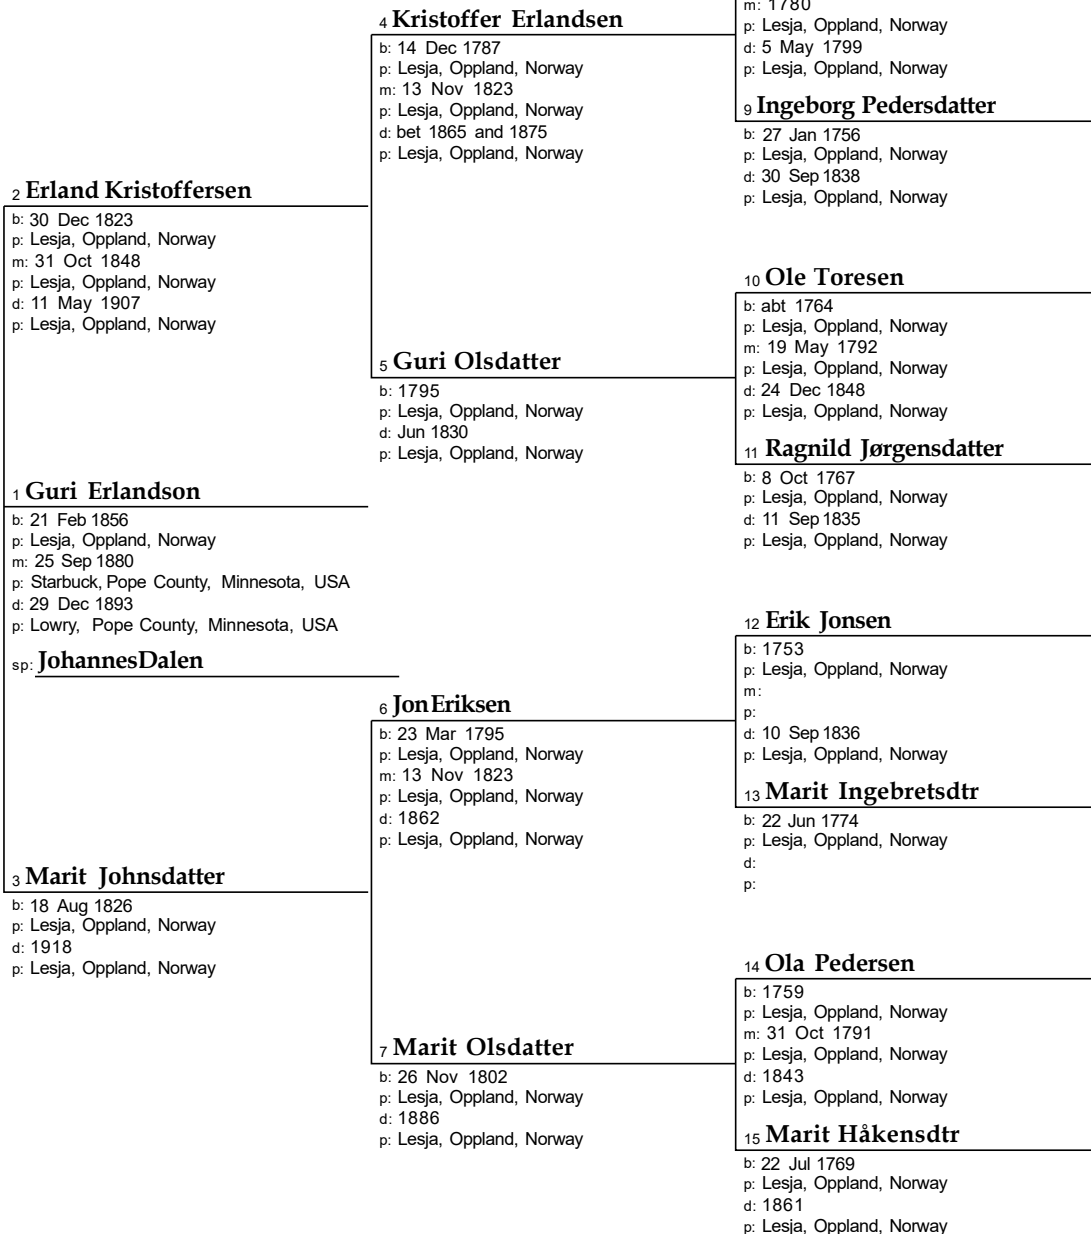 m: 1780
p: Lesja, Oppland, Norway
d: 5 May 1799
p: Lesja, Oppland, Norway
4 Kristoffer Erlandsen
b: 14 Dec 1787
p: Lesja, Oppland, Norway
m: 13 Nov 1823
p: Lesja, Oppland, Norway
d: bet 1865 and 1875
p: Lesja, Oppland, Norway
9 Ingeborg Pedersdatter
b: 27 Jan 1756
p: Lesja, Oppland, Norway
d: 30 Sep 1838
p: Lesja, Oppland, Norway
2 Erland Kristoffersen
b: 30 Dec 1823
p: Lesja, Oppland, Norway
m: 31 Oct 1848
p: Lesja, Oppland, Norway
d: 11 May 1907
p: Lesja, Oppland, Norway
10 Ole Toresen
b: abt 1764
p: Lesja, Oppland, Norway
m: 19 May 1792
p: Lesja, Oppland, Norway
d: 24 Dec 1848
p: Lesja, Oppland, Norway
5 Guri Olsdatter
b: 1795
p: Lesja, Oppland, Norway
d: Jun 1830
p: Lesja, Oppland, Norway
11 Ragnild Jørgensdatter
b: 8 Oct 1767
p: Lesja, Oppland, Norway
d: 11 Sep 1835
p: Lesja, Oppland, Norway
1 Guri Erlandson
b: 21 Feb 1856
p: Lesja, Oppland, Norway
m: 25 Sep 1880
p: Starbuck, Pope County, Minnesota, USA
d: 29 Dec 1893
p: Lowry, Pope County, Minnesota, USA
sp: JohannesDalen
12 Erik Jonsen
b: 1753
p: Lesja, Oppland, Norway
m:
p:
d: 10 Sep 1836
p: Lesja, Oppland, Norway
6 JonEriksen
b: 23 Mar 1795
p: Lesja, Oppland, Norway
m: 13 Nov 1823
p: Lesja, Oppland, Norway
d: 1862
p: Lesja, Oppland, Norway
13 Marit Ingebretsdtr
b: 22 Jun 1774
p: Lesja, Oppland, Norway
d:
p:
3 Marit Johnsdatter
b: 18 Aug 1826
p: Lesja, Oppland, Norway
d: 1918
p: Lesja, Oppland, Norway
14 Ola Pedersen
b: 1759
p: Lesja, Oppland, Norway
m: 31 Oct 1791
p: Lesja, Oppland, Norway
d: 1843
p: Lesja, Oppland, Norway
7 Marit Olsdatter
b: 26 Nov 1802
p: Lesja, Oppland, Norway
d: 1886
p: Lesja, Oppland, Norway
15 Marit Håkensdtr
b: 22 Jul 1769
p: Lesja, Oppland, Norway
d: 1861
p: Lesja, Oppland, Norway